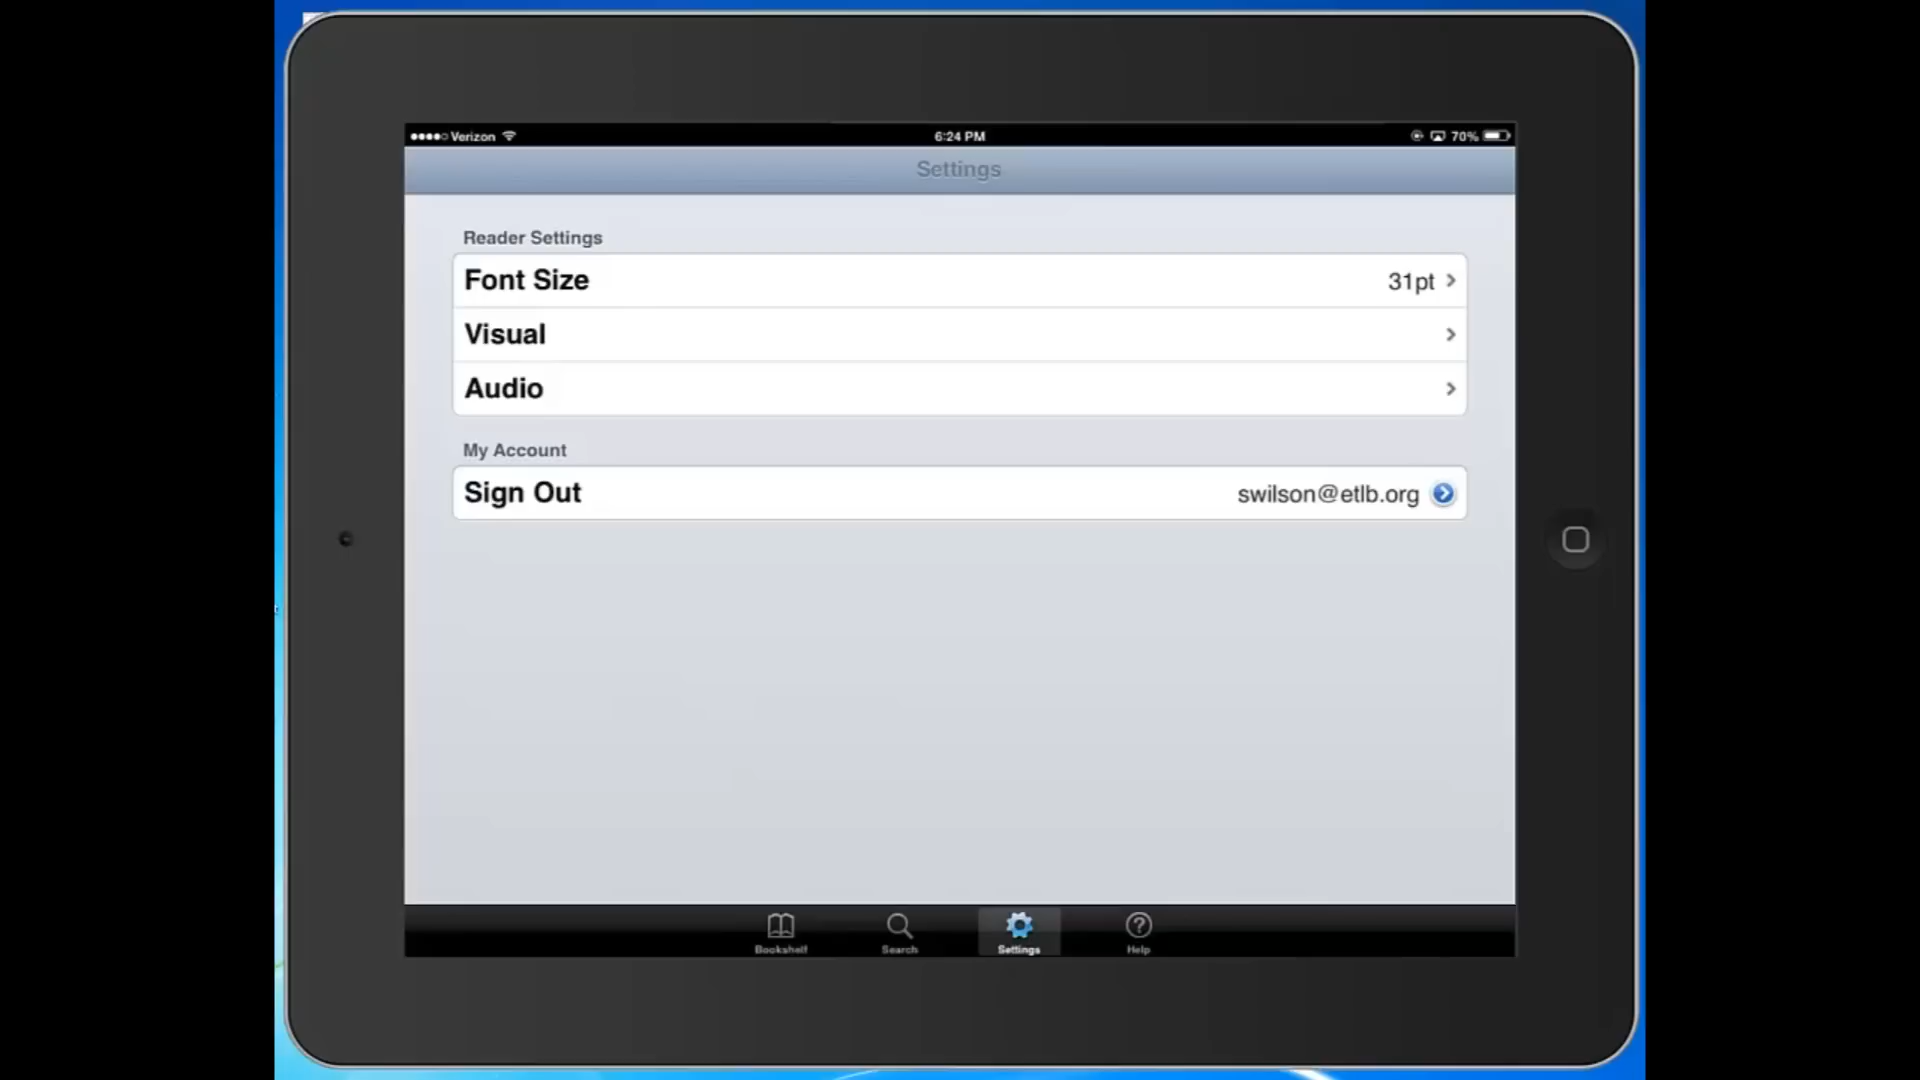 Verizon 6:24 PM 70%
Settings
Reader Settings
Font Size 31pt
Visual
Audio
My Account
Sign Out swilson@etlb.org
Bookshelf Search Settings Help